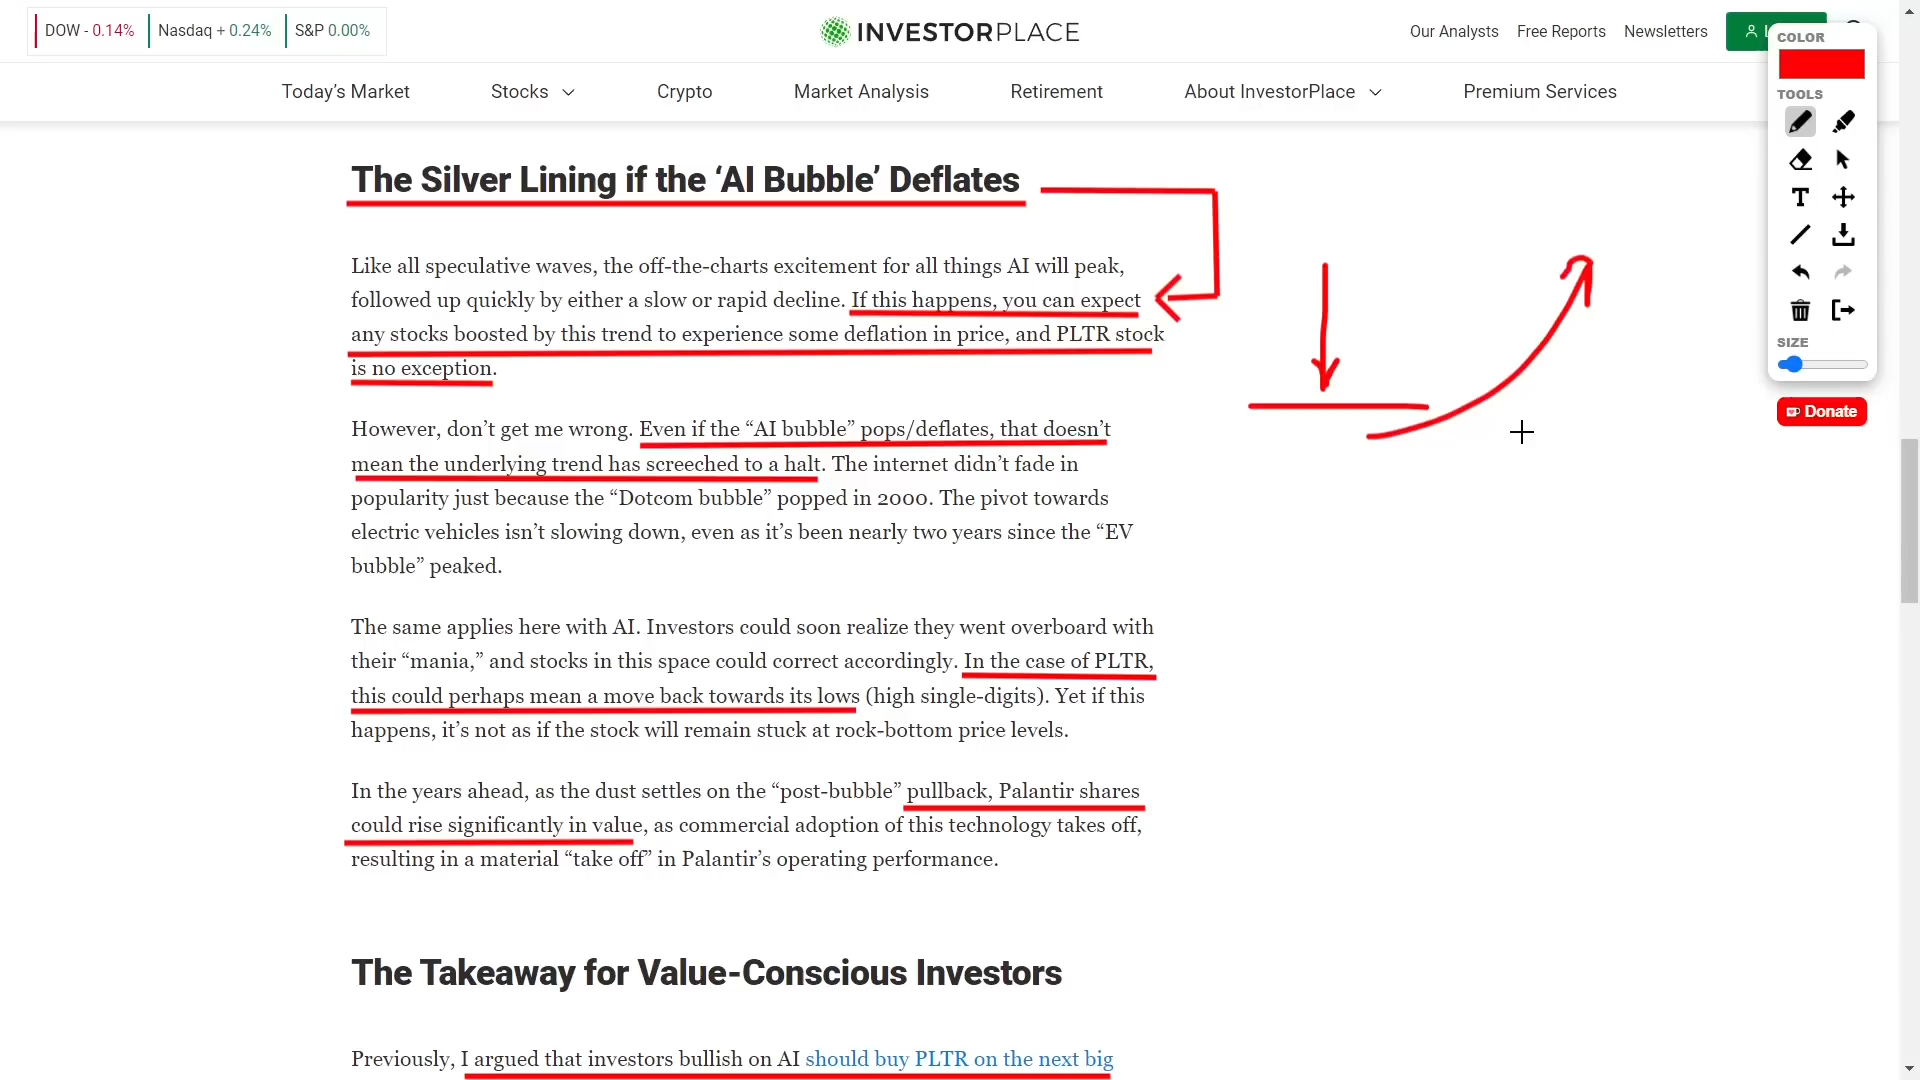 DOW - 0.14% Nasdaq + 0.24% S&P 0.00%
INVESTORPLACE
Our Analysts Free Reports Newsletters
Today’s Market Stocks Crypto Market Analysis Retirement About InvestorPlace Premium Services
COLOR
TOOLS
T
SIZE
Donate
The Silver Lining if the ‘AI Bubble’ Deflates
Like all speculative waves, the off-the-charts excitement for all things AI will peak,
followed up quickly by either a slow or rapid decline. If this happens, you can expect
any stocks boosted by this trend to experience some deflation in price, and PLTR stock
is no exception.
However, don’t get me wrong. Even if the “AI bubble” pops/deflates, that doesn’t
mean the underlying trend has screeched to a halt. The internet didn’t fade in
popularity just because the “Dotcom bubble” popped in 2000. The pivot towards
electric vehicles isn’t slowing down, even as it’s been nearly two years since the “EV
bubble” peaked.
The same applies here with AI. Investors could soon realize they went overboard with
their “mania,” and stocks in this space could correct accordingly. In the case of PLTR,
this could perhaps mean a move back towards its lows (high single-digits). Yet if this
happens, it’s not as if the stock will remain stuck at rock-bottom price levels.
In the years ahead, as the dust settles on the “post-bubble” pullback, Palantir shares
could rise significantly in value, as commercial adoption of this technology takes off,
resulting in a material “take off” in Palantir’s operating performance.
The Takeaway for Value-Conscious Investors
Previously, I argued that investors bullish on AI should buy PLTR on the next big